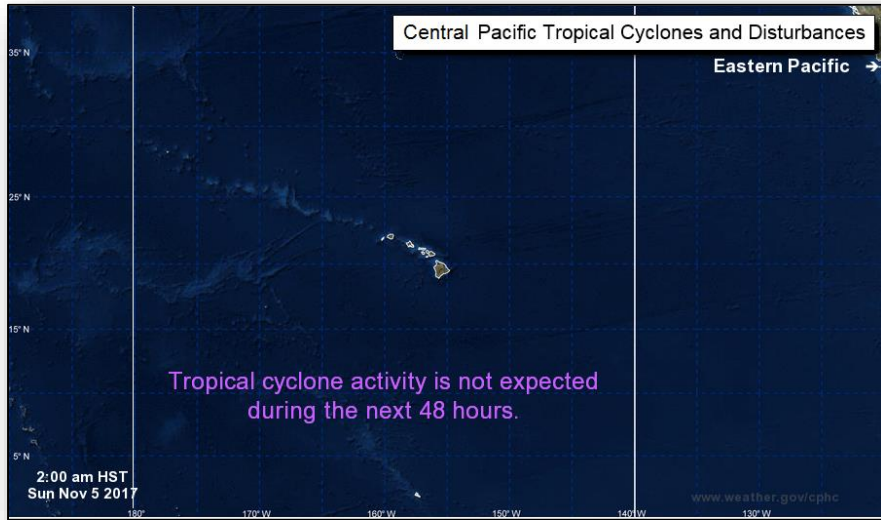 Central Pacific Tropical Cyclones and Disturbances
35° N
Eastern Pacific →
25° N
15° N
Tropical cyclone activity is not expected
during the next 48 hours.
5° N
2:00 am HST
Sun Nov 5 2017
www.weather.gov/cphc
180° 170° W 160° W 150° W 140° W 130° W